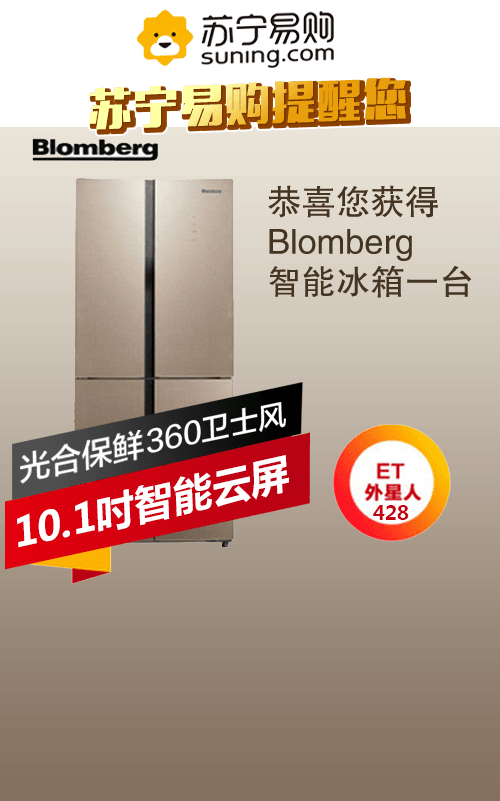 苏宁易购
suning.com
苏宁易购提醒您
Blomberg
恭喜您获得
Blomberg
智能冰箱一台
光合保鲜360卫士风
10.1吋智能云屏
ET
外星人
428